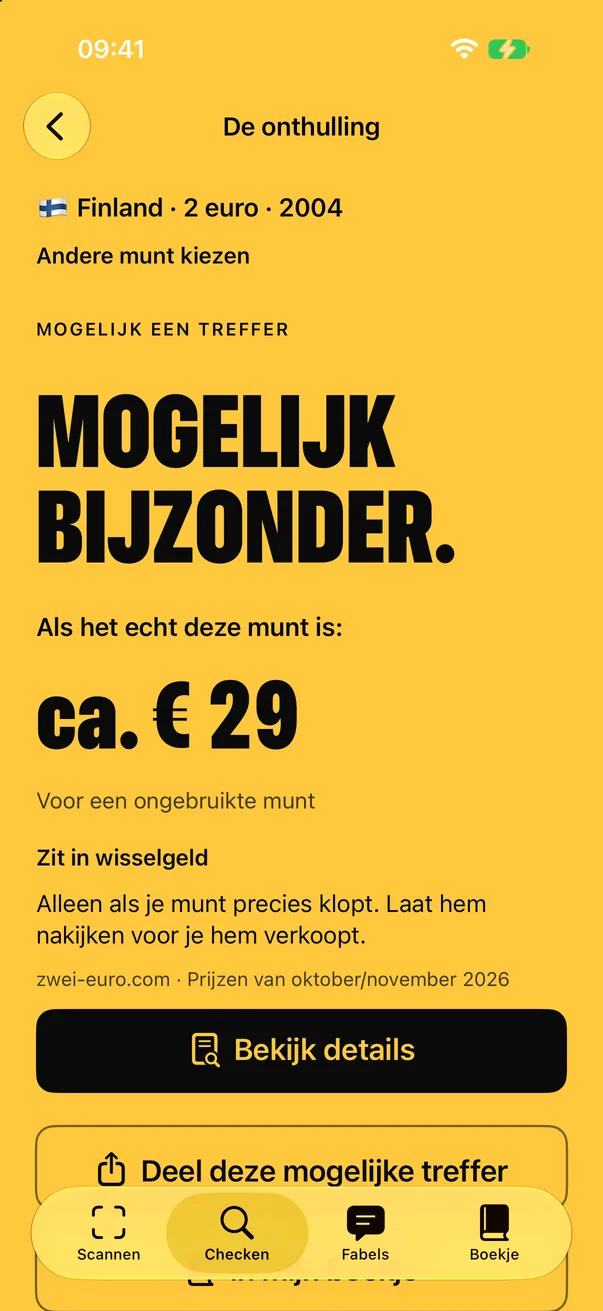 09:41
De onthulling
Finland · 2 euro · 2004
Andere munt kiezen
MOGELIJK EEN TREFFER
MOGELIJK
BIJZONDER.
Als het echt deze munt is:
ca. € 29
Voor een ongebruikte munt
Zit in wisselgeld
Alleen als je munt precies klopt. Laat hem
nakijken voor je hem verkoopt.
zwei-euro.com · Prijzen van oktober/november 2026
Bekijk details
Deel deze mogelijke treffer
Scannen
Checken
Fabels
Boekje